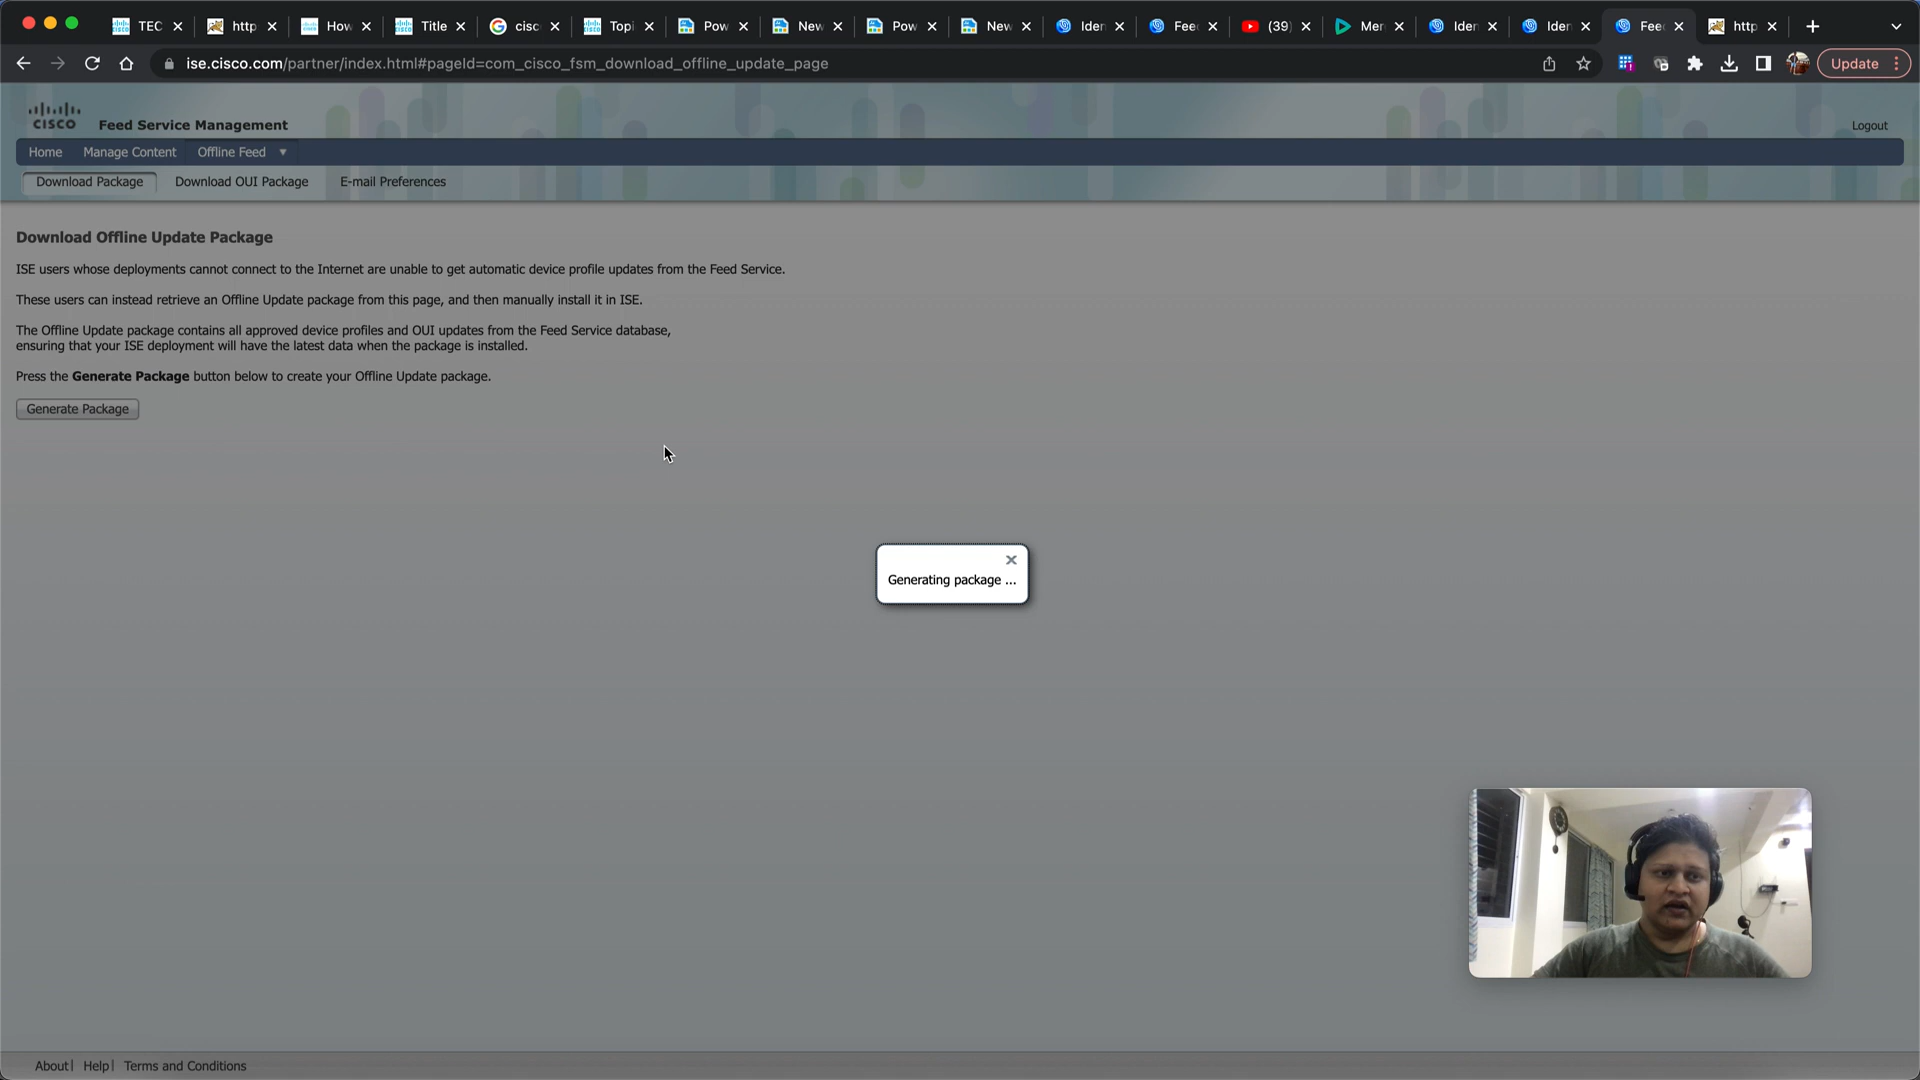 TEC
http
How
Title
cisc
Topi
Pow
New
Pow
New
Iden
Feed
(39)
Mer
Iden
Iden
Feed
http
ise.cisco.com/partner/index.html#pageId=com_cisco_fsm_download_offline_update_page
Update
CISCO
Feed Service Management
Logout
Home
Manage Content
Offline Feed
Download Package
Download OUI Package
E-mail Preferences
Download Offline Update Package
ISE users whose deployments cannot connect to the Internet are unable to get automatic device profile updates from the Feed Service.
These users can instead retrieve an Offline Update package from this page, and then manually install it in ISE.
The Offline Update package contains all approved device profiles and OUI updates from the Feed Service database,
ensuring that your ISE deployment will have the latest data when the package is installed.
Press the Generate Package button below to create your Offline Update package.
Generate Package
Generating package ...
About| Help| Terms and Conditions